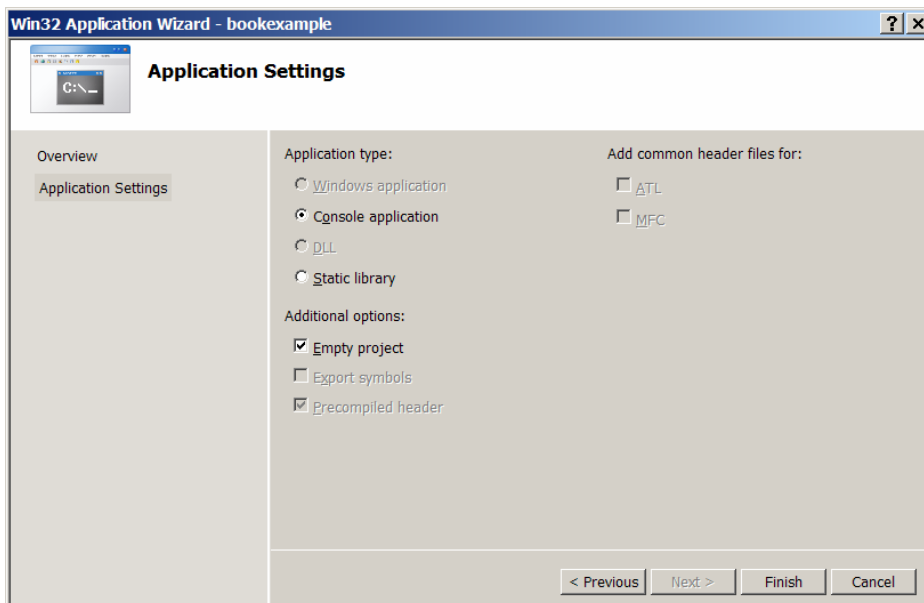 Win32 Application Wizard - bookexample
Application Settings
C:\_
Overview
Application Settings
Application type:
Windows application
Console application
DLL
Static library
Additional options:
Empty project
Export symbols
Precompiled header
Add common header files for:
ATL
MFC
< Previous
Next >
Finish
Cancel